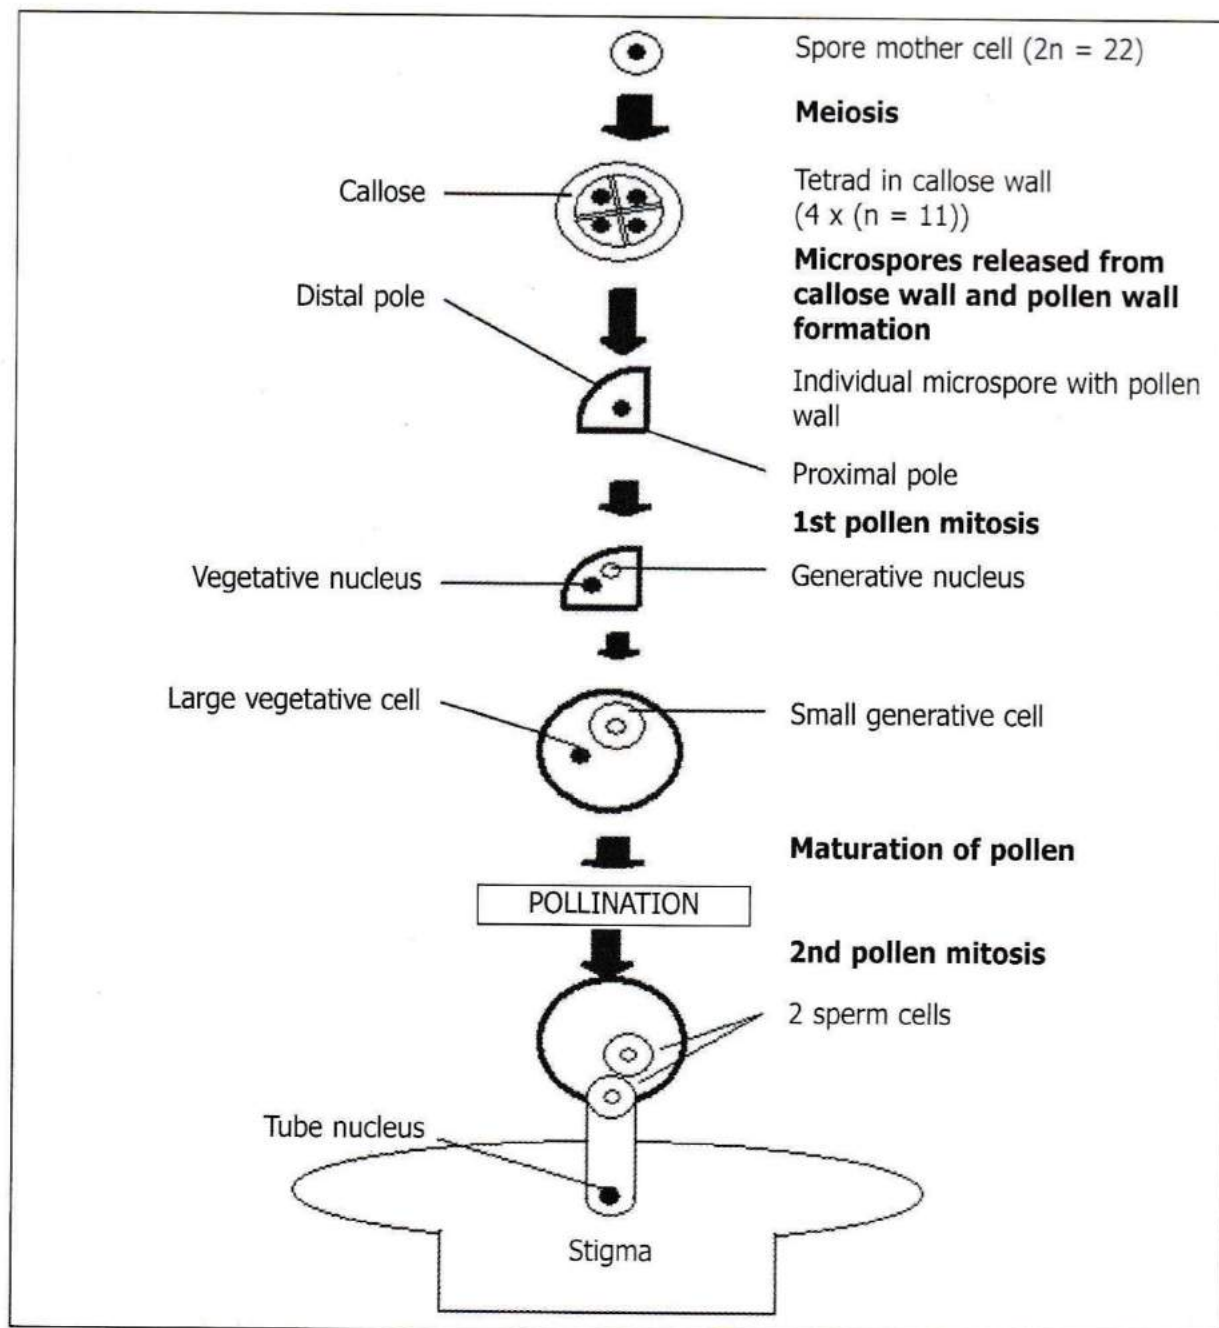 Spore mother cell (2n = 22)
Meiosis
Callose
Tetrad in callose wall
(4 x (n = 11))
Microspores released from
callose wall and pollen wall
formation
Distal pole
Individual microspore with pollen
wall
Proximal pole
1st pollen mitosis
Vegetative nucleus
Generative nucleus
Large vegetative cell
Small generative cell
Maturation of pollen
POLLINATION
2nd pollen mitosis
2 sperm cells
Tube nucleus
Stigma